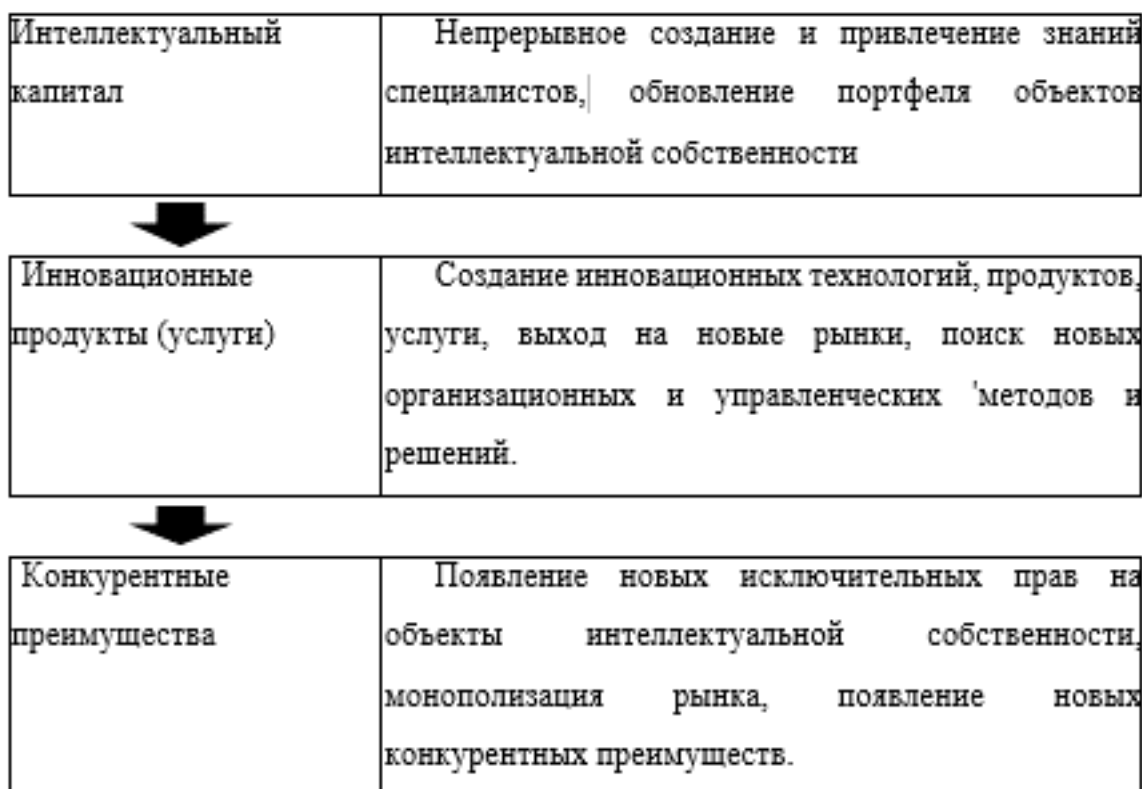 Интеллектуальный
капитал
Непрерывное создание и привлечение знаний
специалистов, обновление портфеля объектов
интеллектуальной собственности
Инновационные
продукты (услуги)
Создание инновационных технологий, продуктов,
услуги, выход на новые рынки, поиск новых
организационных и управленческих 'методов и
решений.
Конкурентные
преимущества
Появление новых исключительных прав на
объекты интеллектуальной собственности,
монополизация рынка, появление новых
конкурентных преимуществ.